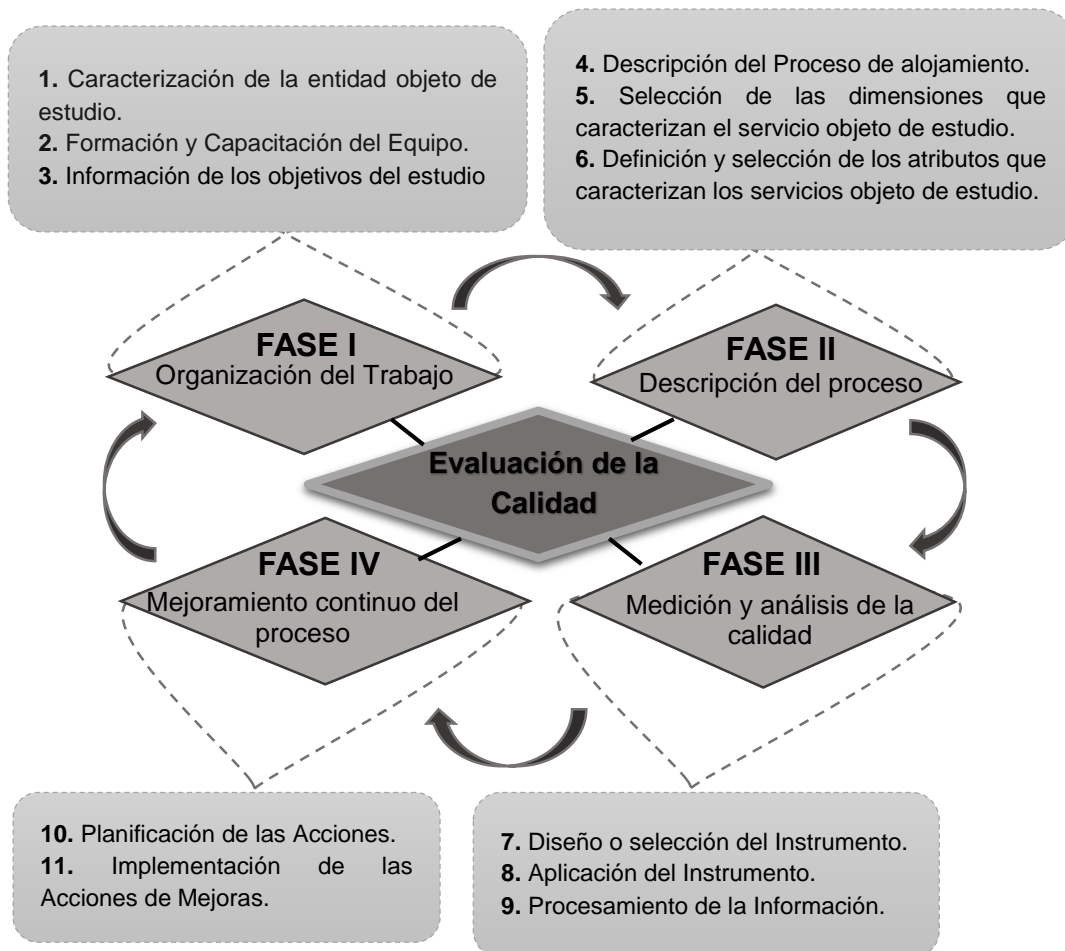 1. Caracterización de la entidad objeto de
estudio.
2. Formación y Capacitación del Equipo.
3. Información de los objetivos del estudio
4. Descripción del Proceso de alojamiento.
5. Selección de las dimensiones que
caracterizan el servicio objeto de estudio.
6. Definición y selección de los atributos que
caracterizan los servicios objeto de estudio.
FASE I
Organización del Trabajo
FASE II
Descripción del proceso
Evaluación de la
Calidad
FASE IV
Mejoramiento continuo del
proceso
FASE III
Medición y análisis de la
calidad
10. Planificación de las Acciones.
11. Implementación de las
Acciones de Mejoras.
7. Diseño o selección del Instrumento.
8. Aplicación del Instrumento.
9. Procesamiento de la Información.